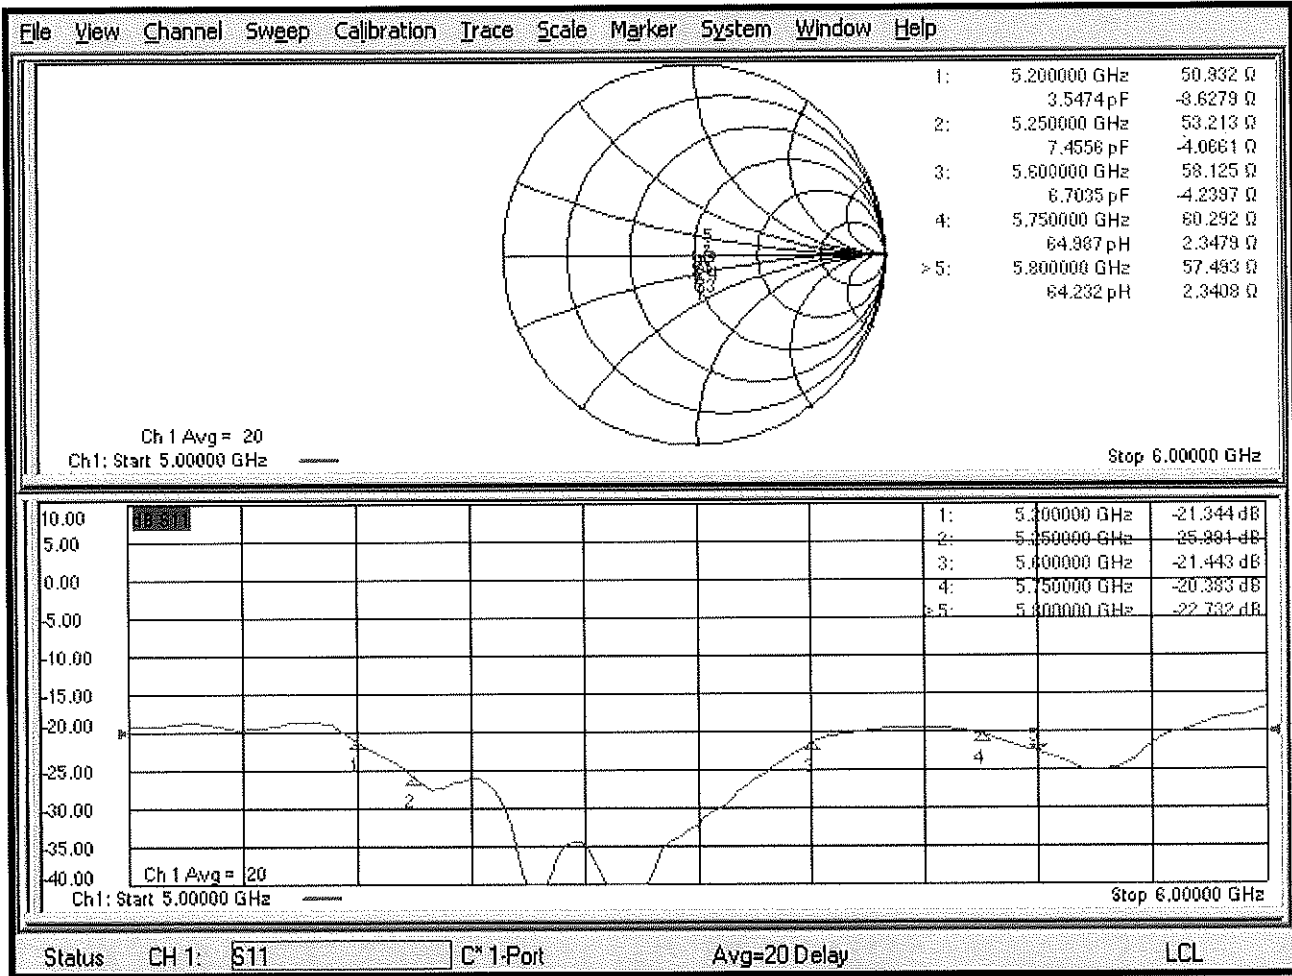 File View Channel Sweep Calibration Trace Scale Marker System Window Help
1: 5.200000 GHz 50.932 Ω
3.5474 pF -8.6279 Ω
2: 5.250000 GHz 53.213 Ω
7.4556 pF -4.0661 Ω
3: 5.600000 GHz 58.125 Ω
6.7035 pF -4.2397 Ω
4: 5.750000 GHz 60.292 Ω
64.987 pH 2.3479 Ω
>5: 5.800000 GHz 57.493 Ω
64.232 pH 2.3408 Ω
Ch 1 Avg = 20
Ch1: Start 5.00000 GHz
Stop 6.00000 GHz
10.00
5.00
0.00
-5.00
-10.00
-15.00
-20.00
-25.00
-30.00
-35.00
-40.00
dB S11
1: 5.200000 GHz -21.344 dB
2: 5.250000 GHz -25.991 dB
3: 5.600000 GHz -21.443 dB
4: 5.750000 GHz -20.383 dB
>5: 5.800000 GHz -22.732 dB
1
2
3
4
Ch 1 Avg = 20
Ch1: Start 5.00000 GHz
Stop 6.00000 GHz
Status CH 1: S11 C* 1-Port Avg=20 Delay LCL